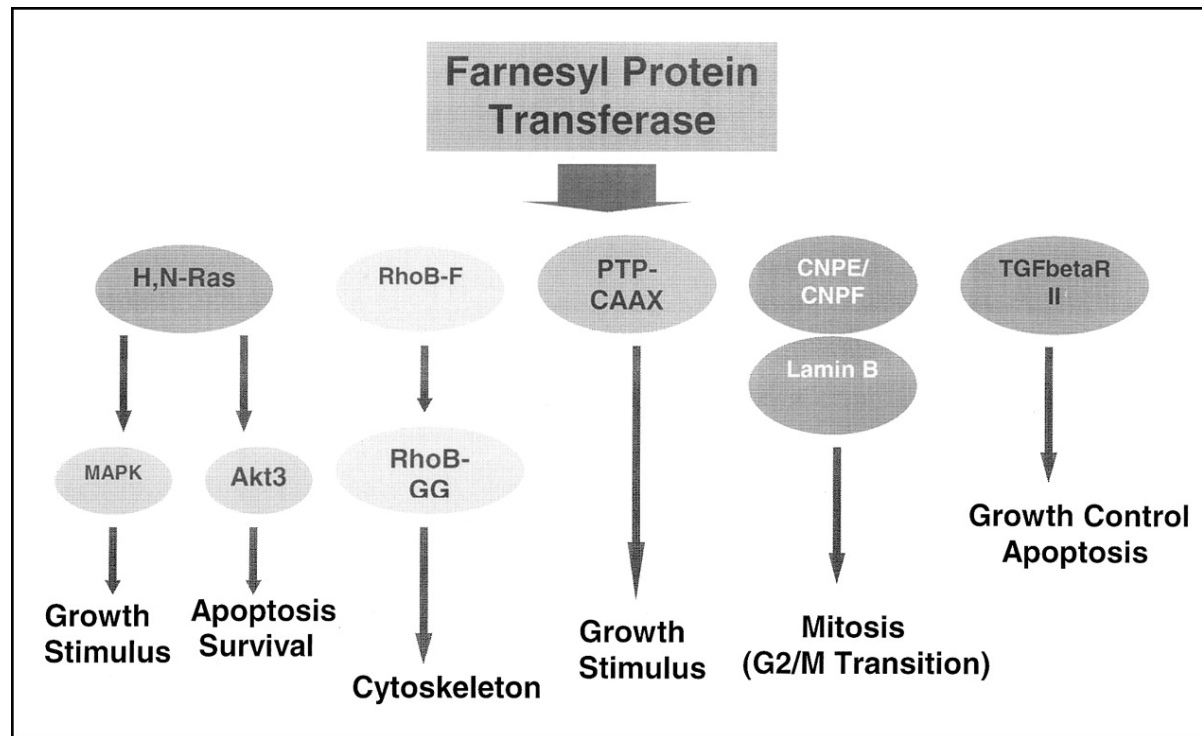 Farnesyl Protein
Transferase
H,N-Ras
RhoB-F
PTP-
CAAX
CNPE/
CNPF
TGFbetaR
II
Lamin B
MAPK
Akt3
RhoB-
GG
Growth
Stimulus
Apoptosis
Survival
Cytoskeleton
Growth
Stimulus
Mitosis
(G2/M Transition)
Growth Control
Apoptosis